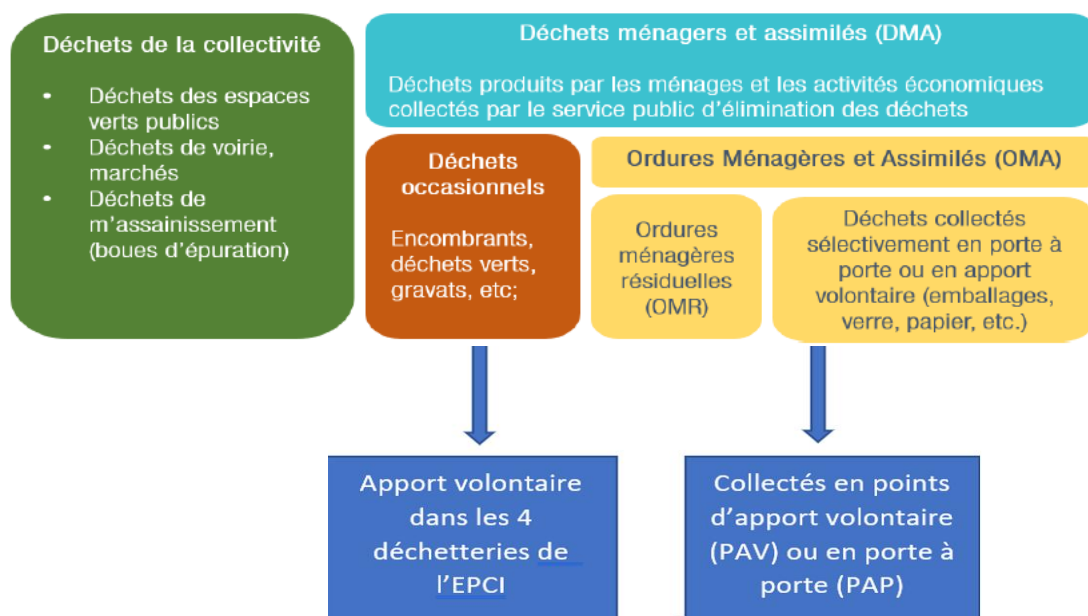 Déchets de la collectivité
• Déchets des espaces
verts publics
• Déchets de voirie,
marchés
• Déchets de
m’assainissement
(boues d’épuration)
Déchets ménagers et assimilés (DMA)
Déchets produits par les ménages et les activités économiques
collectés par le service public d’élimination des déchets
Déchets
occasionnels
Encombrants,
déchets verts,
gravats, etc;
Ordures Ménagères et Assimilés (OMA)
Ordures
ménagères
résiduelles
(OMR)
Déchets collectés
sélectivement en porte à
porte ou en apport
volontaire (emballages,
verre, papier, etc.)
Apport volontaire
dans les 4
déchetteries de
l’EPCI
Collectés en points
d’apport volontaire
(PAV) ou en porte à
porte (PAP)